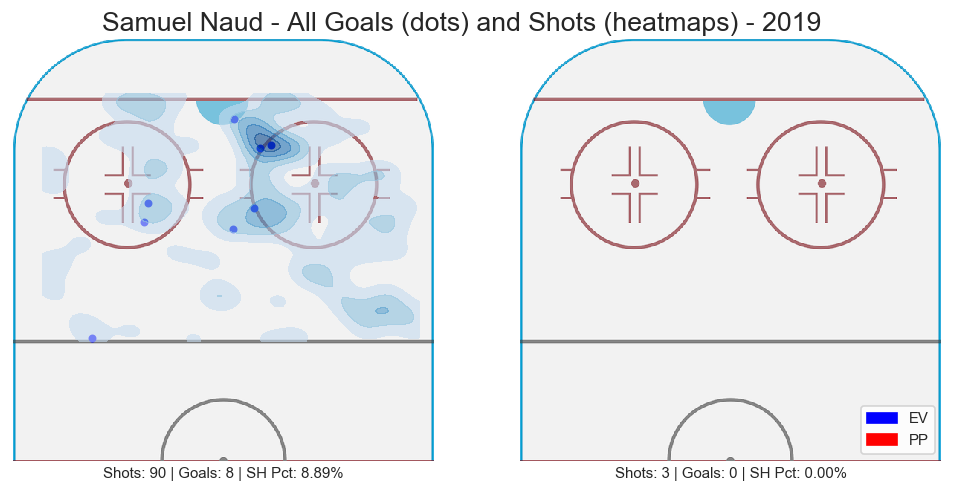 Samuel Naud - All Goals (dots) and Shots (heatmaps) - 2019
EV
PP
Shots: 90 | Goals: 8 | SH Pct: 8.89%
Shots: 3 | Goals: 0 | SH Pct: 0.00%